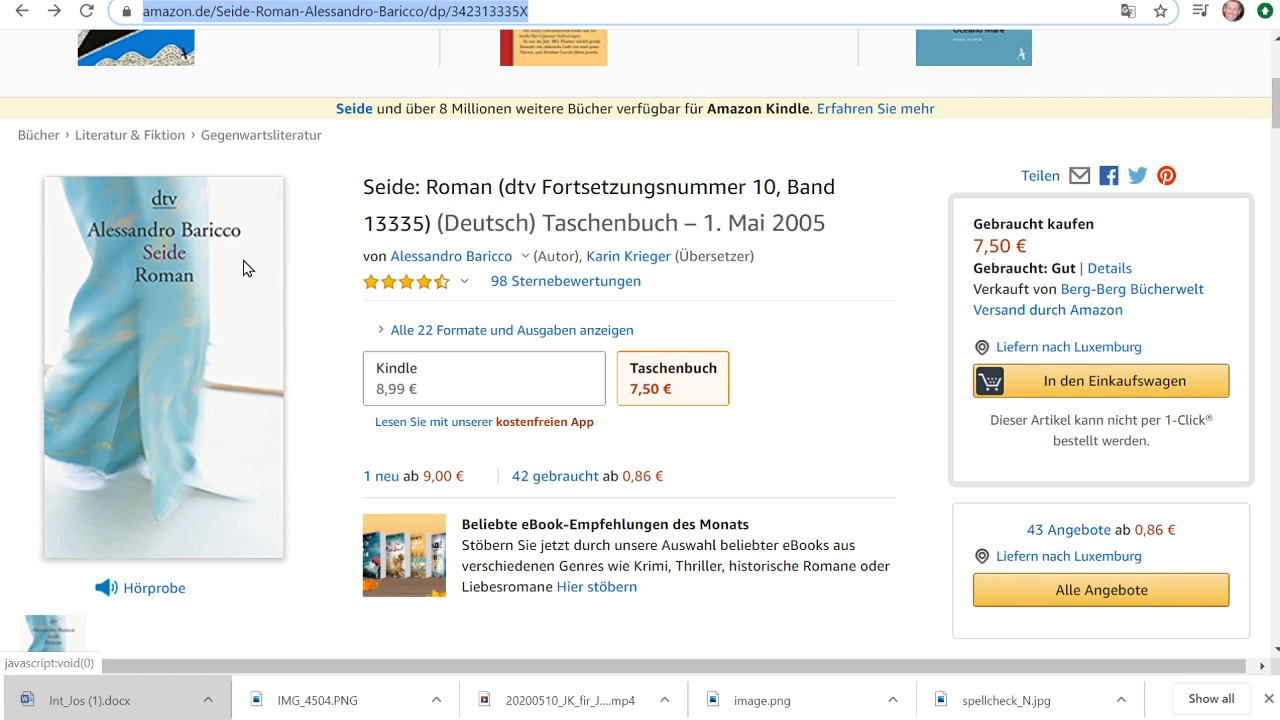 amazon.de/Seide-Roman-Alessandro-Baricco/dp/342313335X
Oceano Mare
Seide und über 8 Millionen weitere Bücher verfügbar für Amazon Kindle. Erfahren Sie mehr
Bücher › Literatur & Fiktion › Gegenwartsliteratur
dtv
Alessandro Baricco
Seide
Roman
Hörprobe
Seide: Roman (dtv Fortsetzungsnummer 10, Band
13335) (Deutsch) Taschenbuch – 1. Mai 2005
von Alessandro Baricco (Autor), Karin Krieger (Übersetzer)
98 Sternebewertungen
Alle 22 Formate und Ausgaben anzeigen
Kindle
8,99 €
Taschenbuch
7,50 €
Lesen Sie mit unserer kostenfreien App
1 neu ab 9,00 €
42 gebraucht ab 0,86 €
Beliebte eBook-Empfehlungen des Monats
Stöbern Sie jetzt durch unsere Auswahl beliebter eBooks aus
verschiedenen Genres wie Krimi, Thriller, historische Romane oder
Liebesromane Hier stöbern
Teilen
Gebraucht kaufen
7,50 €
Gebraucht: Gut | Details
Verkauft von Berg-Berg Bücherwelt
Versand durch Amazon
Liefern nach Luxemburg
In den Einkaufswagen
Dieser Artikel kann nicht per 1-Click®
bestellt werden.
43 Angebote ab 0,86 €
Liefern nach Luxemburg
Alle Angebote
dtv
Alessandro Baricco
Seide
Roman
javascript:void(0)
Int_Jos (1).docx
IMG_4504.PNG
20200510_JK_fir_J....mp4
image.png
spellcheck_N.jpg
Show all